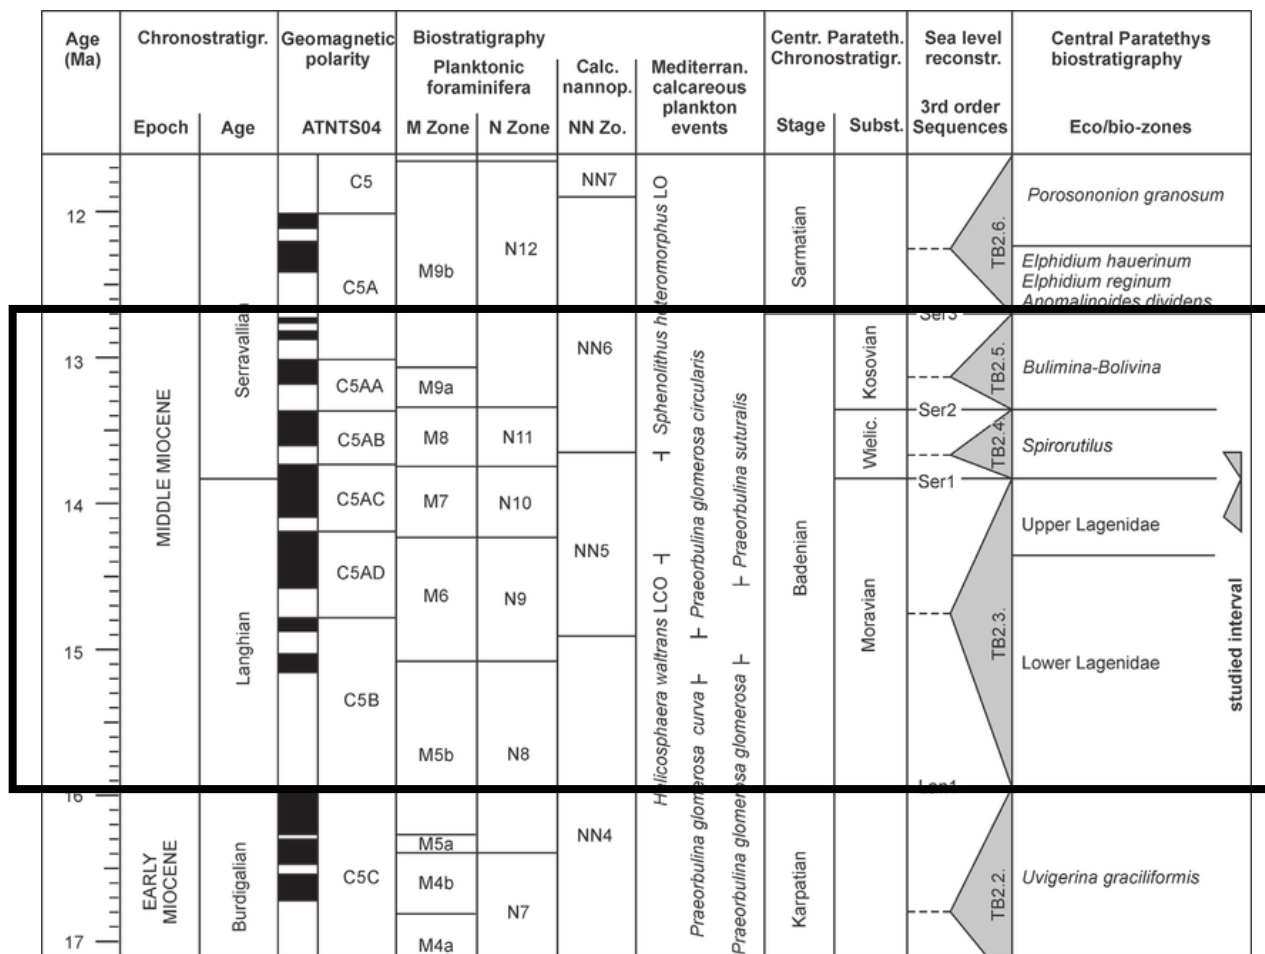 Age
(Ma)
Chronostratigr.
Epoch
Age
Geomagnetic
polarity
ATNTS04
Biostratigraphy
Planktonic
foraminifera
M Zone
N Zone
Calc.
nannop.
NN Zo.
Mediterran.
calcareous
plankton
events
Centr. Parateth.
Chronostratigr.
Stage
Subst.
Sea level
reconstr.
3rd order
Sequences
Central Paratethys
biostratigraphy
Eco/bio-zones
12
13
14
15
16
17
MIDDLE MIOCENE
EARLY
MIOCENE
Serravallian
Langhian
Burdigalian
C5
C5A
C5AA
C5AB
C5AC
C5AD
C5B
C5C
M9b
M9a
M8
M7
M6
M5b
M5a
M4b
M4a
N12
N11
N10
N9
N8
N7
NN7
NN6
NN5
NN4
Sphenolithus heteromorphus LO
Helicosphaera waltrans LCO
Praeorbulina glomerosa circularis
Praeorbulina glomerosa curva
Praeorbulina suturalis
Praeorbulina glomerosa glomerosa
Sarmatian
Badenian
Karpatian
Kosovian
Wielic.
Moravian
Ser3
Ser2
Ser1
Lan1
TB2.6.
TB2.5.
TB2.4.
TB2.3.
TB2.2.
Porosononion granosum
Elphidium hauerinum
Elphidium reginum
Anomalinoides dividens
Bulimina-Bolivina
Spirorutilus
Upper Lagenidae
Lower Lagenidae
Uvigerina graciliformis
studied interval